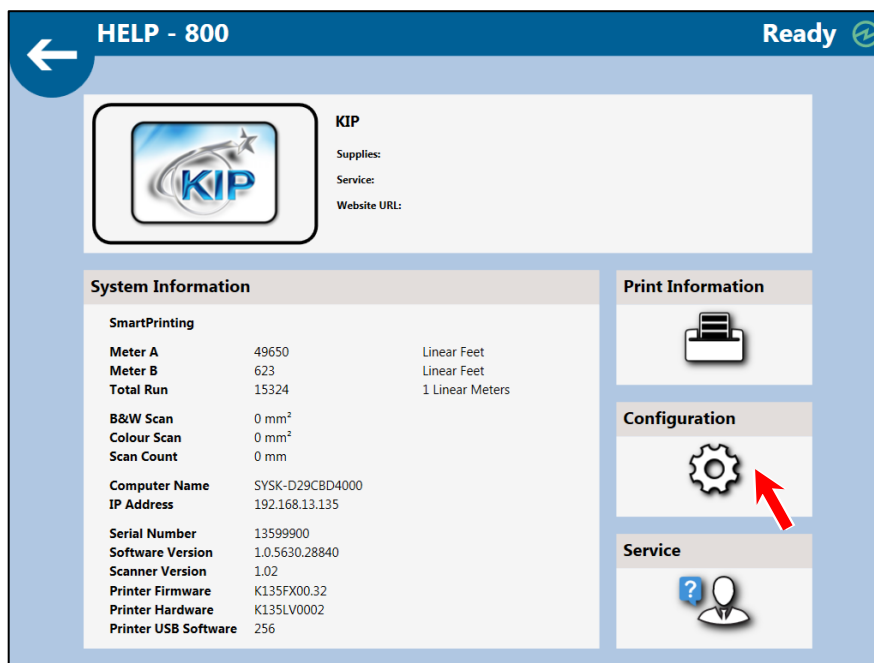 HELP - 800
Ready
KIP
KIP
Supplies:
Service:
Website URL:
System Information
SmartPrinting
Meter A 49650 Linear Feet
Meter B 623 Linear Feet
Total Run 15324 1 Linear Meters
B&W Scan 0 mm²
Colour Scan 0 mm²
Scan Count 0 mm
Computer Name SYSK-D29CBD4000
IP Address 192.168.13.135
Serial Number 13599900
Software Version 1.0.5630.28840
Scanner Version 1.02
Printer Firmware K135FX00.32
Printer Hardware K135LV0002
Printer USB Software 256
Print Information
Configuration
Service
?